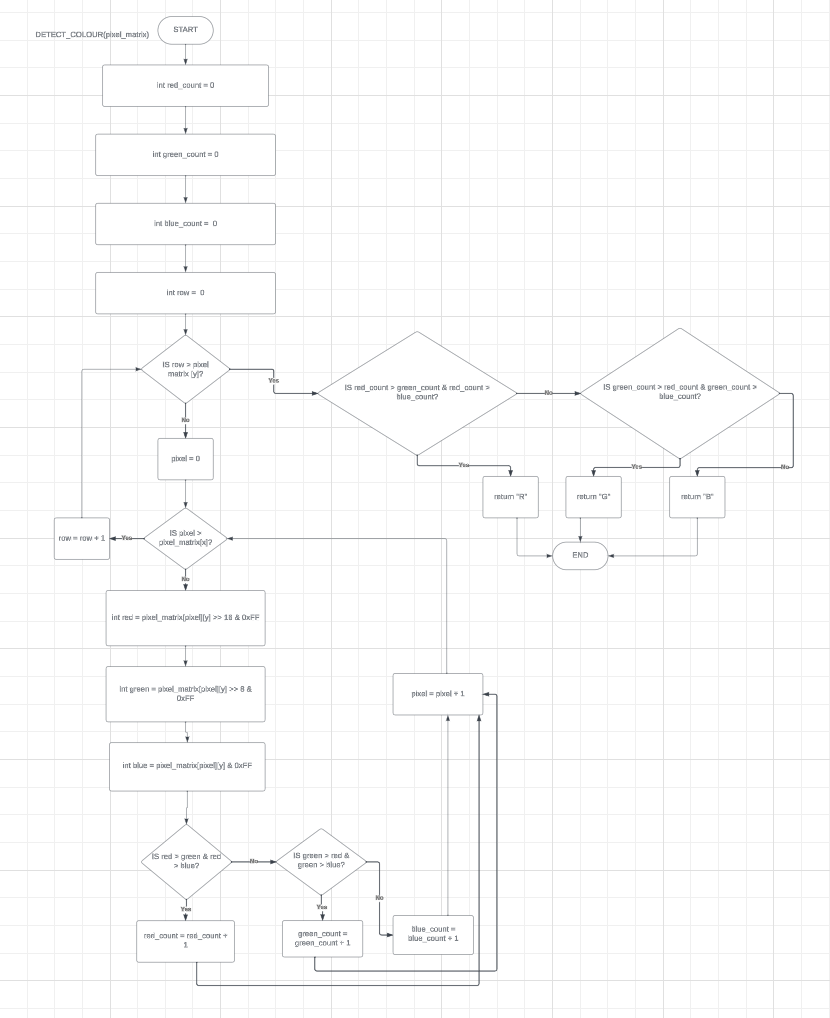 START
DETECT_COLOUR(pixel_matrix)
int red_count = 0
int green_count = 0
int blue_count = 0
int row = 0
IS row > pixel
matrix [y]?
Yes
IS red_count > green_count & red_count >
blue_count?
No
IS green_count > red_count & green_count >
blue_count?
No
pixel = 0
Yes
Yes
No
return "R"
return "G"
return "B"
IS pixel >
pixel_matrix[x]?
Yes
row = row + 1
END
No
int red = pixel_matrix[pixel][y] >> 16 & 0xFF
int green = pixel_matrix[pixel][y] >> 8 &
0xFF
pixel = pixel + 1
int blue = pixel_matrix[pixel][y] & 0xFF
IS red > green & red
> blue?
No
IS green > red &
green > Blue?
No
Yes
Yes
red_count = red_count +
1
green_count =
green_count + 1
blue_count =
blue_count + 1